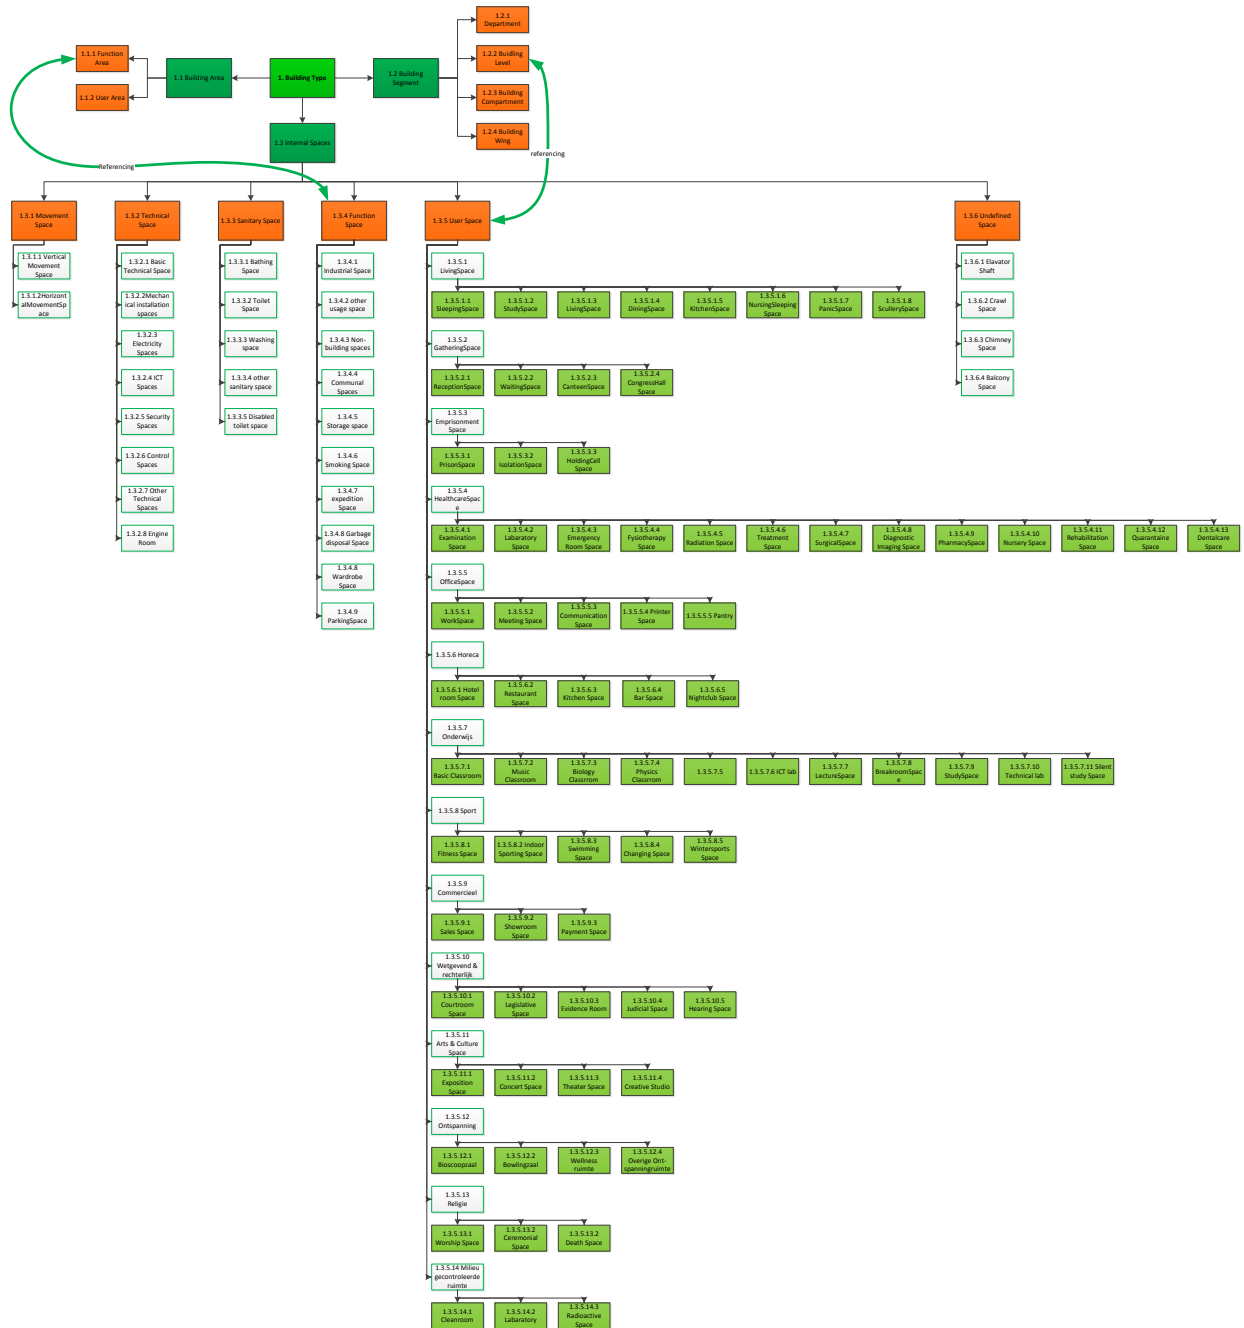 1.2.1
Department
1.1.1 Function
Area
1.2.2 Buidling
Level
1.1 Building Area
1. Building Type
1.2 Building
Segment
1.1.2 User Area
1.2.3 Building
Compartment
1.2.4 Building
Wing
1.3 Internal Spaces
Referencing
referencing
1.3.1 Movement
Space
1.3.2 Technical
Space
1.3.3 Sanitary Space
1.3.4 Function
Space
1.3.5 User Space
1.3.6 Undefined
Space
1.3.1.1 Vertical
Movement
Space
1.3.1.2Horizont
alMovementSp
ace
1.3.2.1 Basic
Technical Space
1.3.2.2Mechan
ical installation
spaces
1.3.2.3
Electricity
Spaces
1.3.2.4 ICT
Spaces
1.3.2.5 Security
Spaces
1.3.2.6 Control
Spaces
1.3.2.7 Other
Technical
Spaces
1.3.2.8 Engine
Room
1.3.3.1 Bathing
Space
1.3.3.2 Toilet
Space
1.3.3.3 Washing
space
1.3.3.4 other
sanitary space
1.3.3.5 Disabled
toilet space
1.3.4.1
Industrial Space
1.3.4.2 other
usage space
1.3.4.3 Non-
building spaces
1.3.4.4
Communal
Spaces
1.3.4.5
Storage space
1.3.4.6
Smoking Space
1.3.4.7
expedition
Space
1.3.4.8 Garbage
disposal Space
1.3.4.8
Wardrobe
Space
1.3.4.9
ParkingSpace
1.3.5.1
LivingSpace
1.3.5.1.1
SleepingSpace
1.3.5.1.2
StudySpace
1.3.5.1.3
LivingSpace
1.3.5.1.4
DiningSpace
1.3.5.1.5
KitchenSpace
1.3.5.1.6
NursingSleeping
Space
1.3.5.1.7
PanicSpace
1.3.5.1.8
SculierySpace
1.3.5.2
GatheringSpace
1.3.5.2.1
ReceptionSpace
1.3.5.2.2
WaitingSpace
1.3.5.2.3
CanteenSpace
1.3.5.2.4
CongressHall
Space
1.3.5.3
Emprisonment
Space
1.3.5.3.1
PrisonSpace
1.3.5.3.2
IsolationSpace
1.3.5.3.3
HoldingCell
Space
1.3.5.4
HealthcareSpac
e
1.3.5.4.1
Examination
Space
1.3.5.4.2
Labaratory
Space
1.3.5.4.3
Emergency
Room Space
1.3.5.4.4
Fysiotherapy
Space
1.3.5.4.5
Radiation Space
1.3.5.4.6
Treatment
Space
1.3.5.4.7
SurgicalSpace
1.3.5.4.8
Diagnostic
Imaging Space
1.3.5.4.9
PharmacySpace
1.3.5.4.10
Nursery Space
1.3.5.4.11
Rehabilitation
Space
1.3.5.4.12
Quarantaine
Space
1.3.5.4.13
Dentalcare
Space
1.3.5.5
OfficeSpace
1.3.5.5.1
WorkSpace
1.3.5.5.2
Meeting Space
1.3.5.5.3
Communication
Space
1.3.5.5.4 Printer
Space
1.3.5.5.5 Pantry
1.3.5.6 Horeca
1.3.5.6.1 Hotel
room Space
1.3.5.6.2
Restaurant
Space
1.3.5.6.3
Kitchen Space
1.3.5.6.4
Bar Space
1.3.5.6.5
Nightclub Space
1.3.5.7
Onderwijs
1.3.5.7.1
Basic Classroom
1.3.5.7.2
Music
Classroom
1.3.5.7.3
Biology
Classrrom
1.3.5.7.4
Physics
Classrrom
1.3.5.7.5
1.3.5.7.6 ICT lab
1.3.5.7.7
LectureSpace
1.3.5.7.8
BreakroomSpac
e
1.3.5.7.9
StudySpace
1.3.5.7.10
Technical lab
1.3.5.7.11 Silent
study Space
1.3.5.8 Sport
1.3.5.8.1
Fitness Space
1.3.5.8.2 Indoor
Sporting Space
1.3.5.8.3
Swimming
Space
1.3.5.8.4
Changing Space
1.3.5.8.5
Wintersports
Space
1.3.5.9
Commercieel
1.3.5.9.1
Sales Space
1.3.5.9.2
Showroom
Space
1.3.5.9.3
Payment Space
1.3.5.10
Wetgevend &
rechterlijk
1.3.5.10.1
Courtroom
Space
1.3.5.10.2
Legislative
Space
1.3.5.10.3
Evidence Room
1.3.5.10.4
Judicial Space
1.3.5.10.5
Hearing Space
1.3.5.11
Arts & Culture
Space
1.3.5.11.1
Exposition
Space
1.3.5.11.2
Concert Space
1.3.5.11.3
Theater Space
1.3.5.11.4
Creative Studio
1.3.5.12
Ontspanning
1.3.5.12.1
Bioscoopzaal
1.3.5.12.2
Bowlingzaal
1.3.5.12.3
Wellness
ruimte
1.3.5.12.4
Overige Ont-
spanningruimte
1.3.5.13
Religie
1.3.5.13.1
Worship Space
1.3.5.13.2
Ceremonial
Space
1.3.5.13.2
Death Space
1.3.5.14 Milieu
gecontroleerde
ruimte
1.3.5.14.1
Cleanroom
1.3.5.14.2
Labaratory
1.3.5.14.3
Radioactive
Space
1.3.6.1 Elavator
Shaft
1.3.6.2 Crawl
Space
1.3.6.3 Chimney
Space
1.3.6.4 Balcony
Space